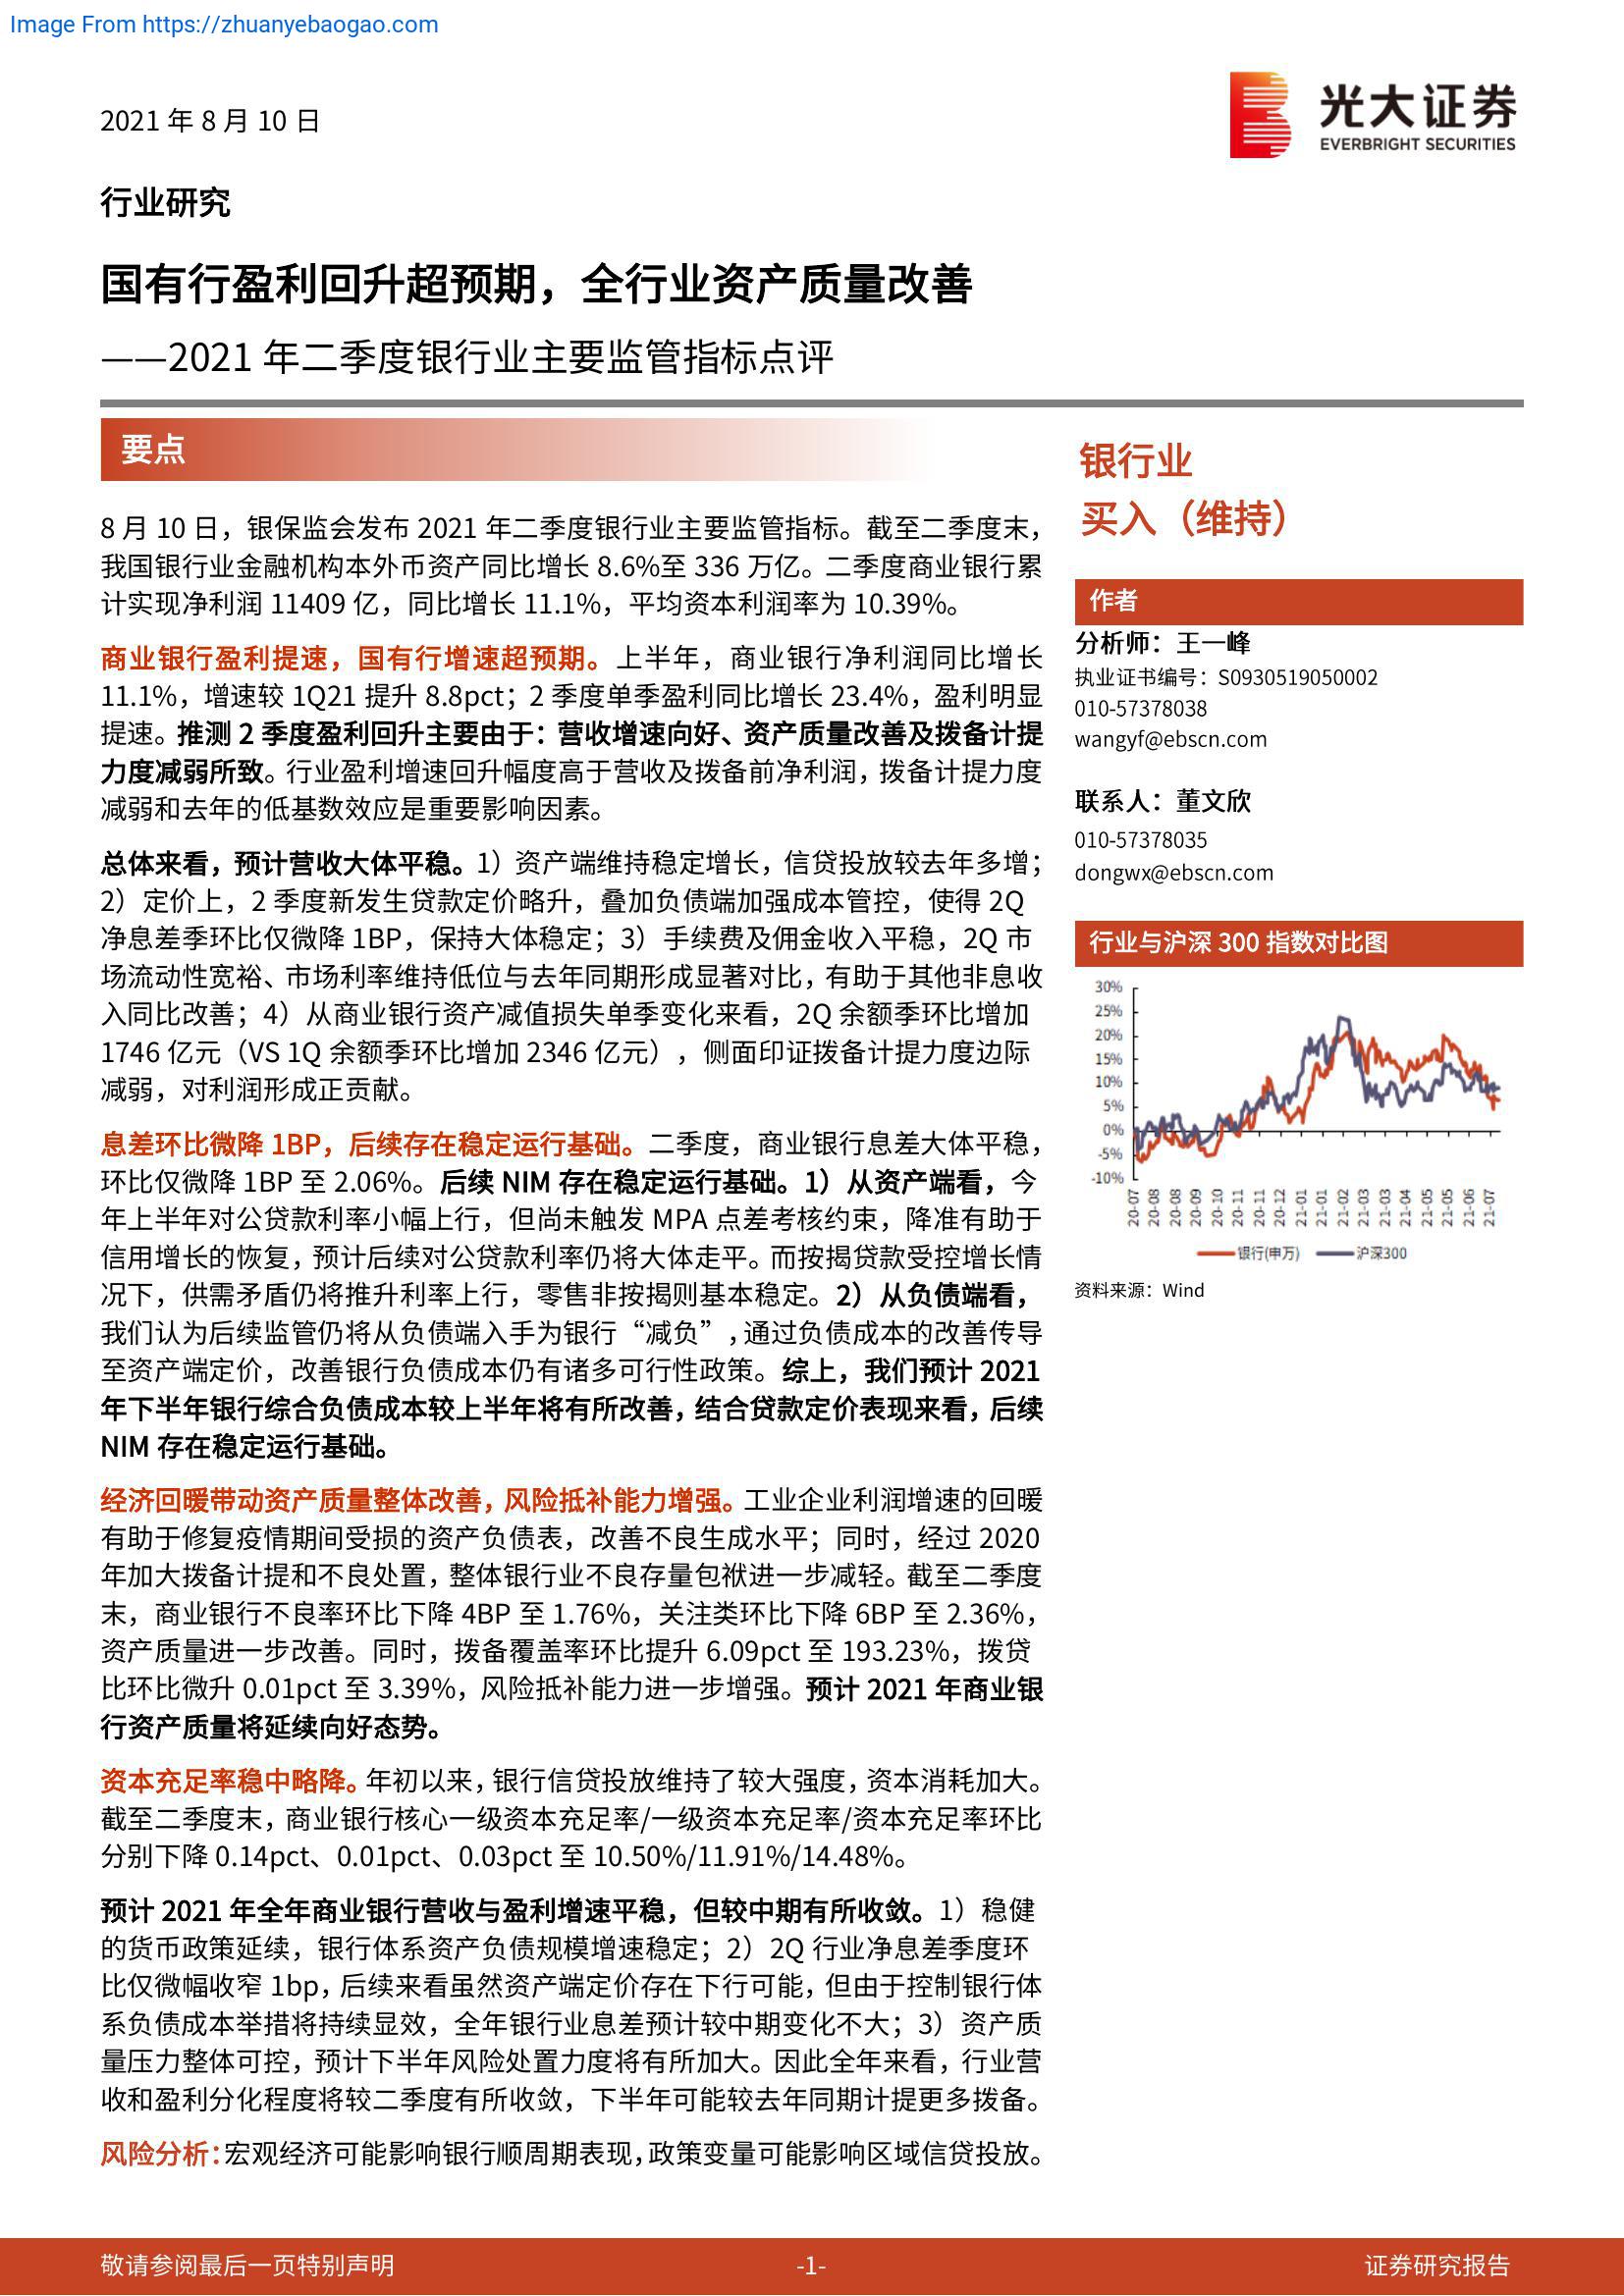 Image From https://zhuanyebaogao.com
2021 年 8 月 10 日
光大证券
EVERBRIGHT SECURITIES
行业研究
国有行盈利回升超预期，全行业资产质量改善
——2021 年二季度银行业主要监管指标点评
要点
8 月 10 日，银保监会发布 2021 年二季度银行业主要监管指标。截至二季度末，
我国银行业金融机构本外币资产同比增长 8.6%至 336 万亿。二季度商业银行累
计实现净利润 11409 亿，同比增长 11.1%，平均资本利润率为 10.39%。
商业银行盈利提速，国有行增速超预期。上半年，商业银行净利润同比增长
11.1%，增速较 1Q21 提升 8.8pct；2 季度单季盈利同比增长 23.4%，盈利明显
提速。推测 2 季度盈利回升主要由于：营收增速向好、资产质量改善及拨备计提
力度减弱所致。行业盈利增速回升幅度高于营收及拨备前净利润，拨备计提力度
减弱和去年的低基数效应是重要影响因素。
总体来看，预计营收大体平稳。1）资产端维持稳定增长，信贷投放较去年多增；
2）定价上，2 季度新发生贷款定价略升，叠加负债端加强成本管控，使得 2Q
净息差季环比仅微降 1BP，保持大体稳定；3）手续费及佣金收入平稳，2Q 市
场流动性宽裕、市场利率维持低位与去年同期形成显著对比，有助于其他非息收
入同比改善；4）从商业银行资产减值损失单季变化来看，2Q 余额季环比增加
1746 亿元（VS 1Q 余额季环比增加 2346 亿元），侧面印证拨备计提力度边际
减弱，对利润形成正贡献。
息差环比微降 1BP，后续存在稳定运行基础。二季度，商业银行息差大体平稳，
环比仅微降 1BP 至 2.06%。后续 NIM 存在稳定运行基础。1）从资产端看，今
年上半年对公贷款利率小幅上行，但尚未触发 MPA 点差考核约束，降准有助于
信用增长的恢复，预计后续对公贷款利率仍将大体走平。而按揭贷款受控增长情
况下，供需矛盾仍将推升利率上行，零售非按揭则基本稳定。2）从负债端看，
我们认为后续监管仍将从负债端入手为银行“减负”，通过负债成本的改善传导
至资产端定价，改善银行负债成本仍有诸多可行性政策。综上，我们预计 2021
年下半年银行综合负债成本较上半年将有所改善，结合贷款定价表现来看，后续
NIM 存在稳定运行基础。
经济回暖带动资产质量整体改善，风险抵补能力增强。工业企业利润增速的回暖
有助于修复疫情期间受损的资产负债表，改善不良生成水平；同时，经过 2020
年加大拨备计提和不良处置，整体银行业不良存量包袱进一步减轻。截至二季度
末，商业银行不良率环比下降 4BP 至 1.76%，关注类环比下降 6BP 至 2.36%，
资产质量进一步改善。同时，拨备覆盖率环比提升 6.09pct 至 193.23%，拨贷
比环比微升 0.01pct 至 3.39%，风险抵补能力进一步增强。预计 2021 年商业银
行资产质量将延续向好态势。
资本充足率稳中略降。年初以来，银行信贷投放维持了较大强度，资本消耗加大。
截至二季度末，商业银行核心一级资本充足率/一级资本充足率/资本充足率环比
分别下降 0.14pct、0.01pct、0.03pct 至 10.50%/11.91%/14.48%。
预计 2021 年全年商业银行营收与盈利增速平稳，但较中期有所收敛。1）稳健
的货币政策延续，银行体系资产负债规模增速稳定；2）2Q 行业净息差季度环
比仅微幅收窄 1bp，后续来看虽然资产端定价存在下行可能，但由于控制银行体
系负债成本举措将持续显效，全年银行业息差预计较中期变化不大；3）资产质
量压力整体可控，预计下半年风险处置力度将有所加大。因此全年来看，行业营
收和盈利分化程度将较二季度有所收敛，下半年可能较去年同期计提更多拨备。
风险分析：宏观经济可能影响银行顺周期表现，政策变量可能影响区域信贷投放。
银行业
买入（维持）
作者
分析师：王一峰
执业证书编号：S0930519050002
010-57378038
wangyf@ebscn.com
联系人：董文欣
010-57378035
dongwx@ebscn.com
行业与沪深 300 指数对比图
30%
25%
20%
15%
10%
5%
0%
-5%
-10%
20-07
20-08
20-08
20-09
20-10
20-11
20-11
20-12
21-01
21-01
21-02
21-03
21-03
21-04
21-05
21-05
21-06
21-07
银行(申万) 沪深300
资料来源：Wind
敬请参阅最后一页特别声明
-1-
证券研究报告